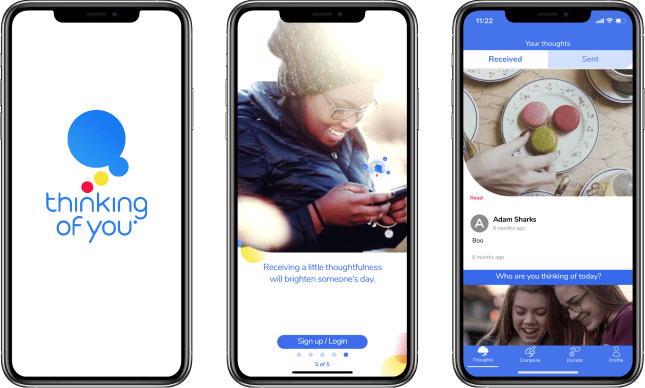 thinking
of you
Receiving a little thoughtfulness
will brighten someone's day.
Sign up / Login
5 of 5
11:22
Your thoughts
Received Sent
Read
A
Adam Sharks
6 months ago
Boo
6 months ago
Who are you thinking of today?
Thoughts Compose Donate Profile